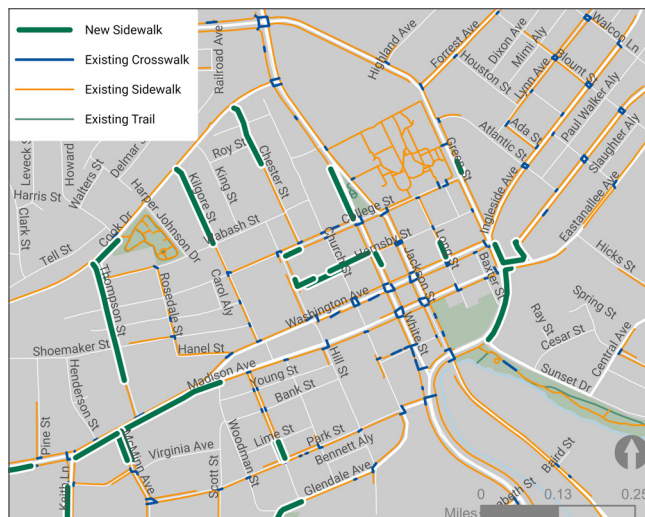 New Sidewalk
Existing Crosswalk
Existing Sidewalk
Existing Trail
Railroad Ave
Highland Ave
Forrest Ave
Houston St
Dixon Ave
Mimi Aly
Lynn Ave
Blount St
Walcop Ln
Paul Walker Aly
Slaughter Aly
Ada St
Atlantic St
Ingleside Ave
Eastanallee Ave
Green St
Leveck St
Howard
Walters St
Delmar St
Harris St
Clark St
Tell St
Cook Dr
Harper Johnson Dr
Kilgore St
King St
Roy St
Chester St
Wabash St
College St
Church St
Hornsby St
Long St
Jackson St
Baxter St
Hicks St
Spring St
Ray St
Cesar St
Central Ave
Sunset Dr
Thompson St
Rosedale St
Carol Aly
Washington Ave
White St
Shoemaker St
Hanel St
Madison Ave
Hill St
Young St
Bank St
Henderson St
Pine St
Virginia Ave
McMinn Ave
Keith Ln
Scott St
Woodman St
Lime St
Park St
Bennett Aly
Glendale Ave
Baird St
abeth St
0
0.13
0.25
Miles